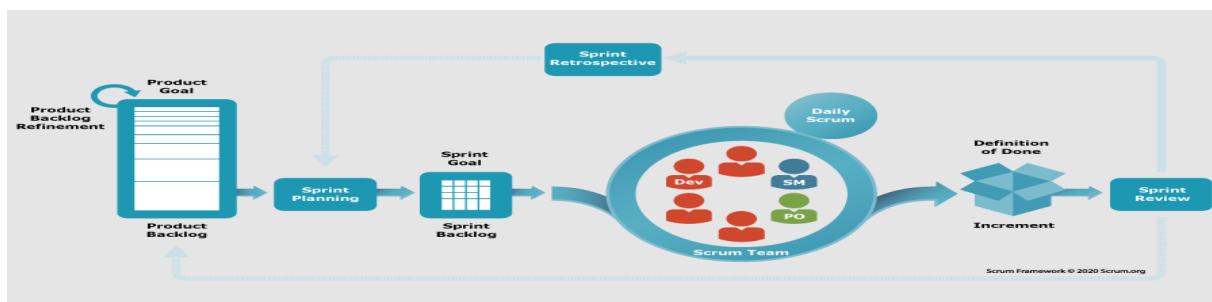 Sprint
Retrospective
Product
Goal
Product
Backlog
Refinement
Daily
Scrum
Definition
of Done
Sprint
Goal
Dev
SM
Sprint
Planning
Sprint
Review
PO
Product
Backlog
Sprint
Backlog
Increment
Scrum Team
Scrum Framework © 2020 Scrum.org